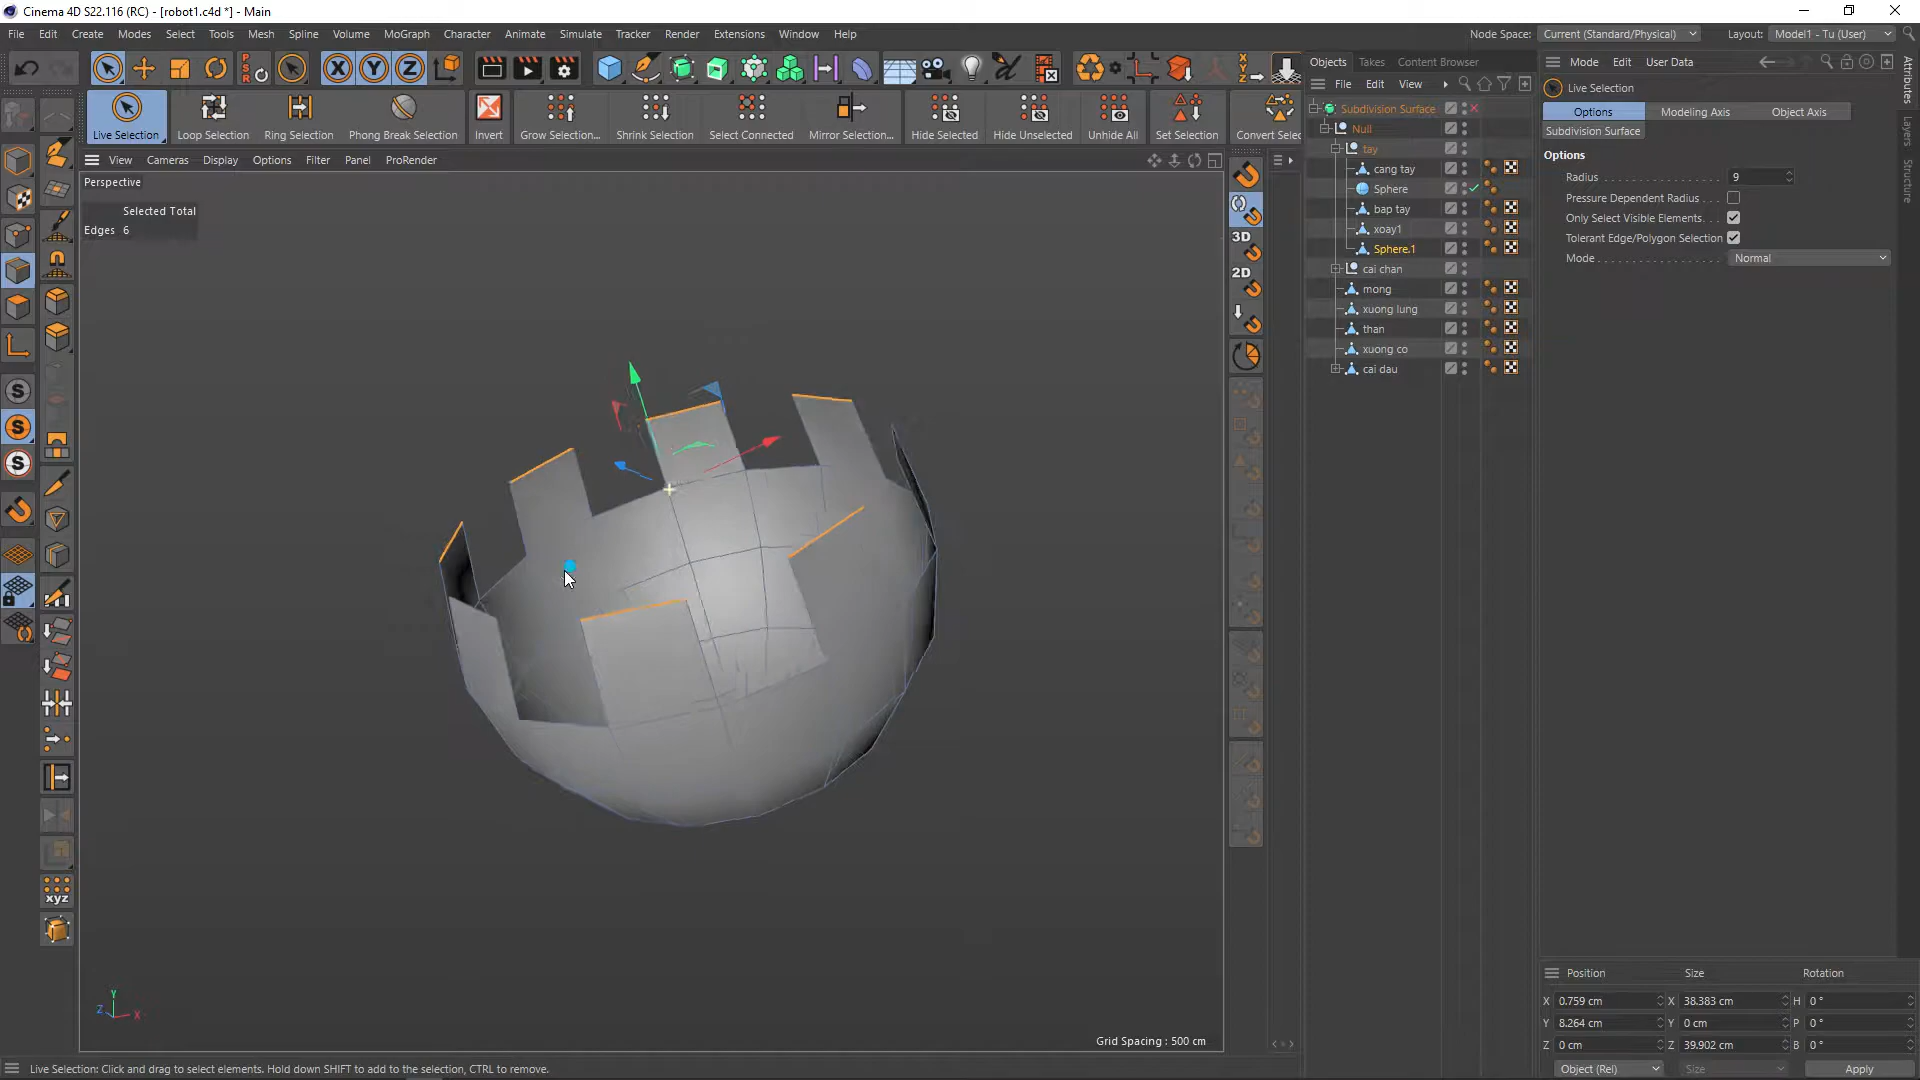 Cinema 4D S22.116 (RC) - [robot1.c4d *] - Main
File Edit Create Modes Select Tools Mesh Spline Volume MoGraph Character Animate Simulate Tracker Render Extensions Window Help
Node Space: Current (Standard/Physical) Layout: Model1 - Tu (User)
PSR
X Y Z
Live Selection Loop Selection Ring Selection Phong Break Selection Invert Grow Selection... Shrink Selection Select Connected Mirror Selection... Hide Selected Hide Unselected Unhide All Set Selection Convert Selec
View Cameras Display Options Filter Panel ProRender
Perspective
Selected Total
Edges 6
Grid Spacing : 500 cm
Y
Z X
3D
2D
S
S
S
xyz
Objects Takes Content Browser
File Edit View
Subdivision Surface
Null
tay
cang tay
Sphere
bap tay
xoay1
Sphere.1
cai chan
mong
xuong lung
than
xuong co
cai dau
Mode Edit User Data
Live Selection
Options Modeling Axis Object Axis
Subdivision Surface
Options
Radius 9
Pressure Dependent Radius
Only Select Visible Elements
Tolerant Edge/Polygon Selection
Mode Normal
Attributes
Layers
Structure
Position Size Rotation
X 0.759 cm X 38.383 cm H 0 °
Y 8.264 cm Y 0 cm P 0 °
Z 0 cm Z 39.902 cm B 0 °
Object (Rel) Size Apply
Live Selection: Click and drag to select elements. Hold down SHIFT to add to the selection, CTRL to remove.